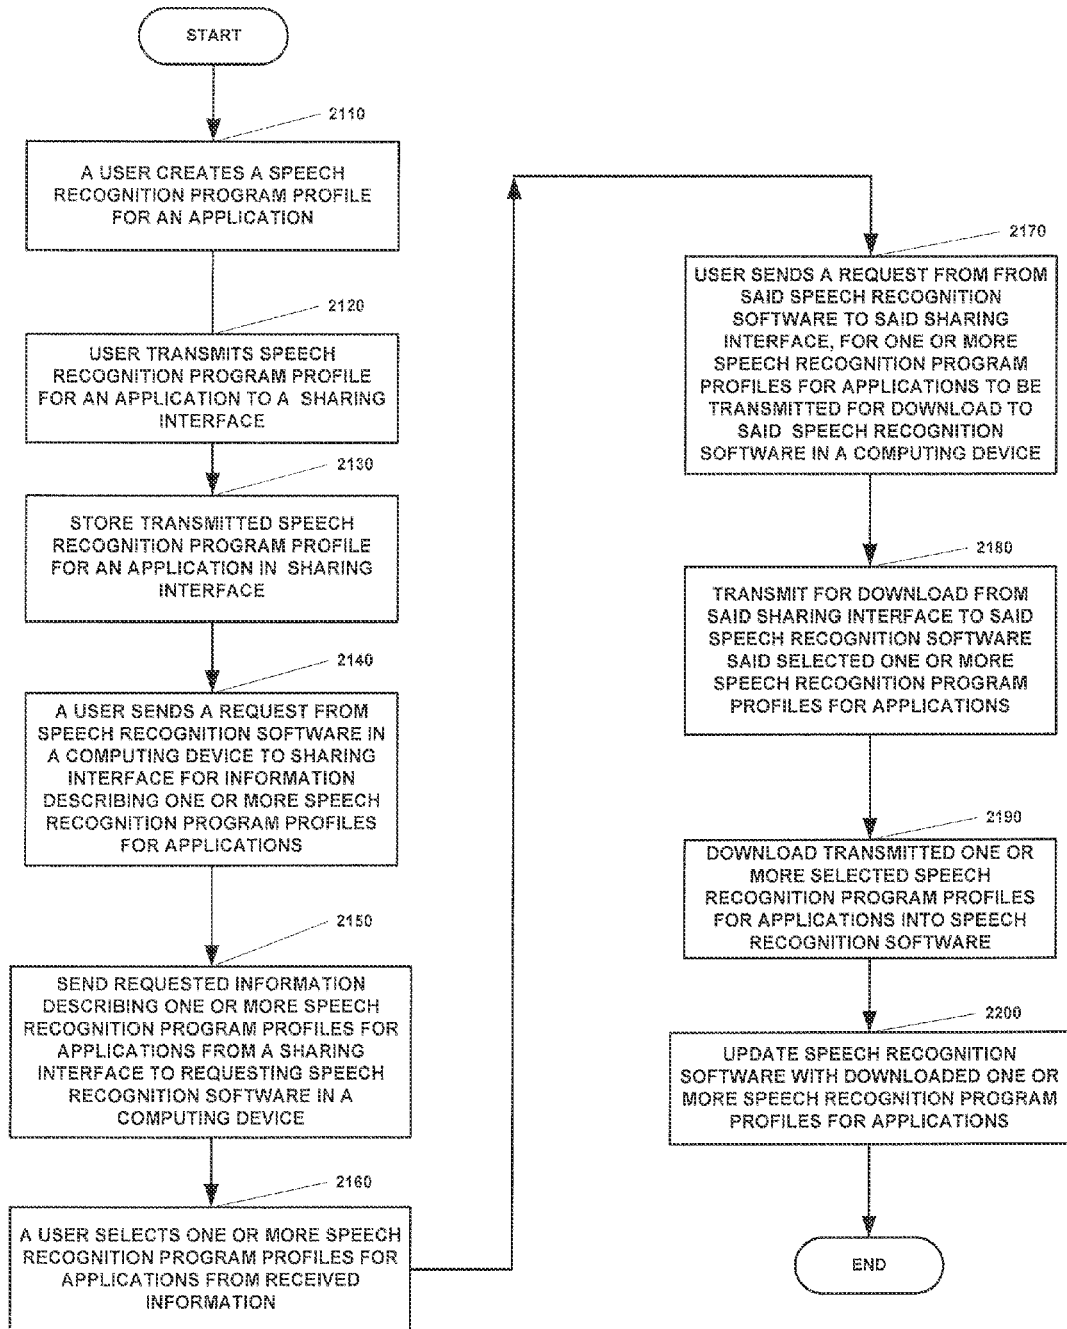 START
2110
A USER CREATES A SPEECH
RECOGNITION PROGRAM PROFILE
FOR AN APPLICATION
2120
USER TRANSMITS SPEECH
RECOGNITION PROGRAM PROFILE
FOR AN APPLICATION TO A SHARING
INTERFACE
2130
STORE TRANSMITTED SPEECH
RECOGNITION PROGRAM PROFILE
FOR AN APPLICATION IN SHARING
INTERFACE
2140
A USER SENDS A REQUEST FROM
SPEECH RECOGNITION SOFTWARE IN
A COMPUTING DEVICE TO SHARING
INTERFACE FOR INFORMATION
DESCRIBING ONE OR MORE SPEECH
RECOGNITION PROGRAM PROFILES
FOR APPLICATIONS
2150
SEND REQUESTED INFORMATION
DESCRIBING ONE OR MORE SPEECH
RECOGNITION PROGRAM PROFILES FOR
APPLICATIONS FROM A SHARING
INTERFACE TO REQUESTING SPEECH
RECOGNITION SOFTWARE IN A
COMPUTING DEVICE
2160
A USER SELECTS ONE OR MORE SPEECH
RECOGNITION PROGRAM PROFILES FOR
APPLICATIONS FROM RECEIVED
INFORMATION
2170
USER SENDS A REQUEST FROM FROM
SAID SPEECH RECOGNITION
SOFTWARE TO SAID SHARING
INTERFACE, FOR ONE OR MORE
SPEECH RECOGNITION PROGRAM
PROFILES FOR APPLICATIONS TO BE
TRANSMITTED FOR DOWNLOAD TO
SAID SPEECH RECOGNITION
SOFTWARE IN A COMPUTING DEVICE
2180
TRANSMIT FOR DOWNLOAD FROM
SAID SHARING INTERFACE TO SAID
SPEECH RECOGNITION SOFTWARE
SAID SELECTED ONE OR MORE
SPEECH RECOGNITION PROGRAM
PROFILES FOR APPLICATIONS
2190
DOWNLOAD TRANSMITTED ONE OR
MORE SELECTED SPEECH
RECOGNITION PROGRAM PROFILES
FOR APPLICATIONS INTO SPEECH
RECOGNITION SOFTWARE
2200
UPDATE SPEECH RECOGNITION
SOFTWARE WITH DOWNLOADED ONE OR
MORE SPEECH RECOGNITION PROGRAM
PROFILES FOR APPLICATIONS
END